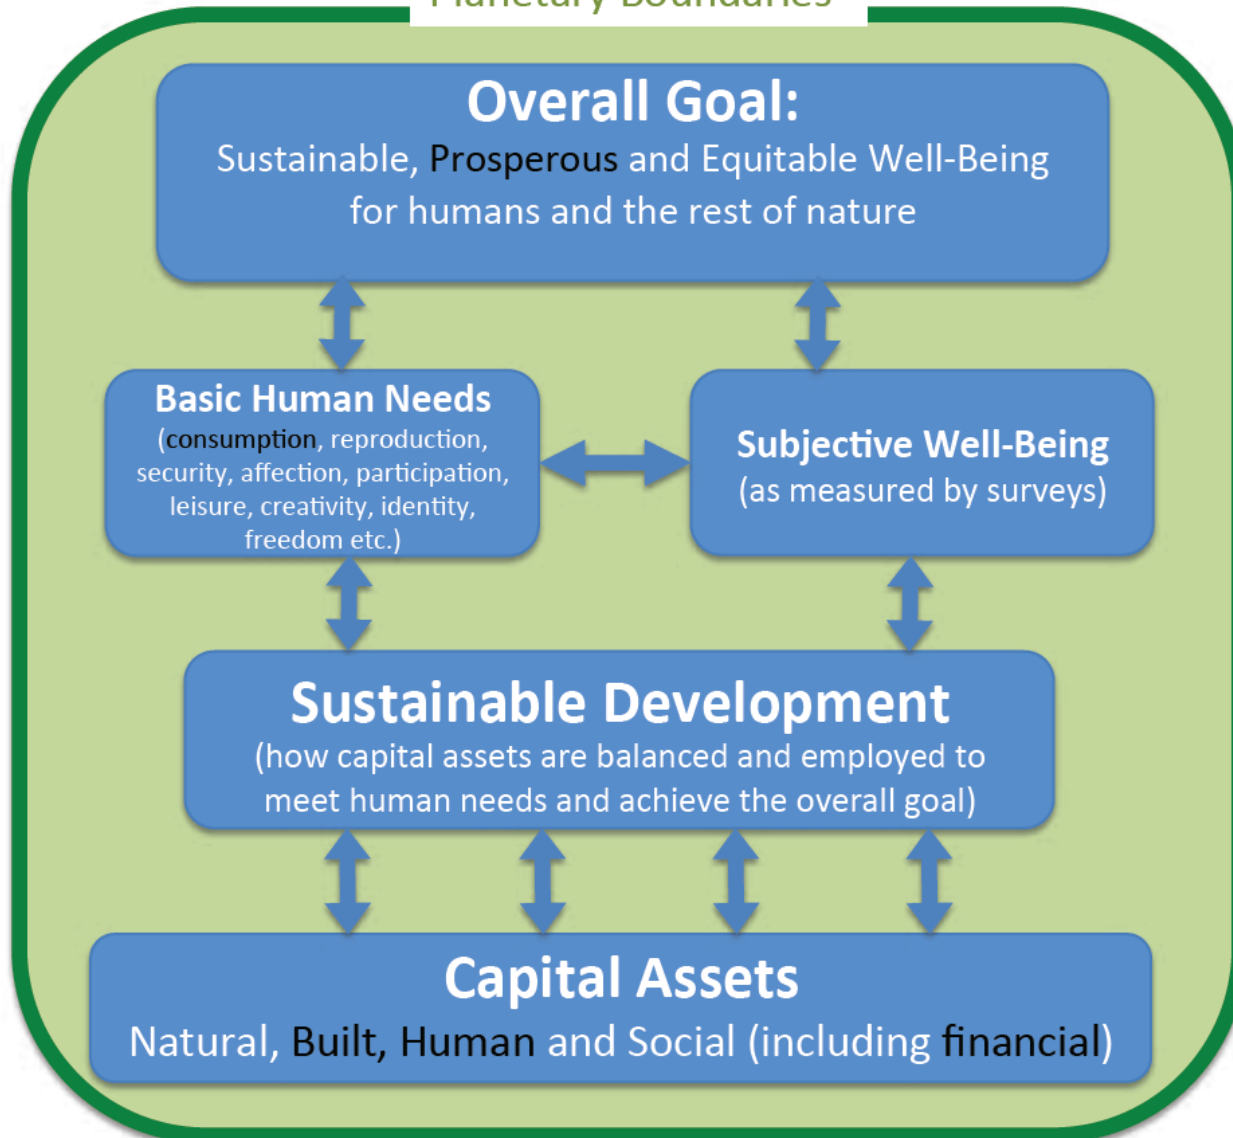 Planetary Boundaries
Overall Goal:
Sustainable, Prosperous and Equitable Well-Being
for humans and the rest of nature
Basic Human Needs
(consumption, reproduction,
security, affection, participation,
leisure, creativity, identity,
freedom etc.)
Subjective Well-Being
(as measured by surveys)
Sustainable Development
(how capital assets are balanced and employed to
meet human needs and achieve the overall goal)
Capital Assets
Natural, Built, Human and Social (including financial)